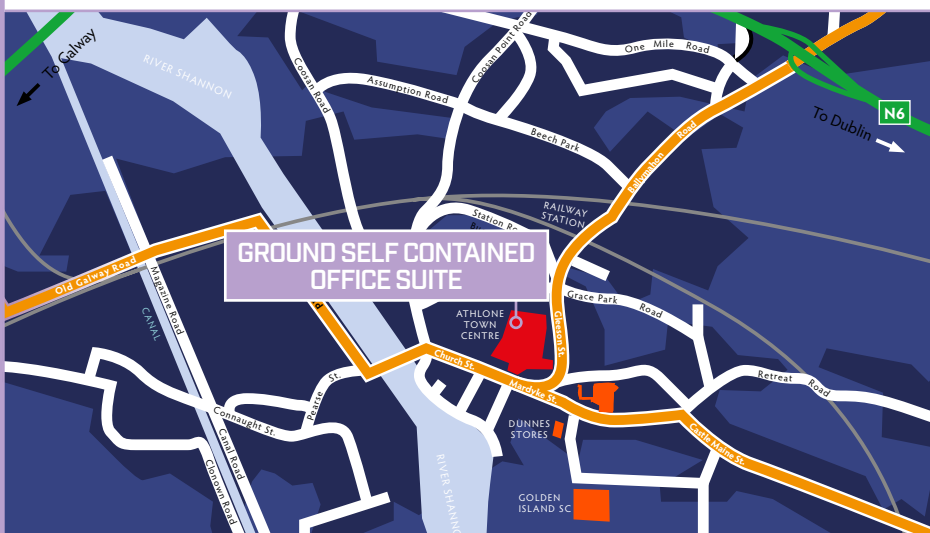 To Galway
RIVER SHANNON
Coosan Road
Coosan Point Road
One Mile Road
Assumption Road
Beech Park
Ballymahon Road
To Dublin
N6
RAILWAY
STATION
Station
GROUND SELF CONTAINED
OFFICE SUITE
Old Galway Road
Magazine Road
CANAL
Grace Park Road
Gleeson St.
ATHLONE
TOWN
CENTRE
Church St.
Mardyke St.
Retreat Road
Pearse St.
Connaught St.
Canal Road
Clonown Road
DUNNES
STORES
Castle Maine St.
GOLDEN
ISLAND SC
RIVER SHANNO